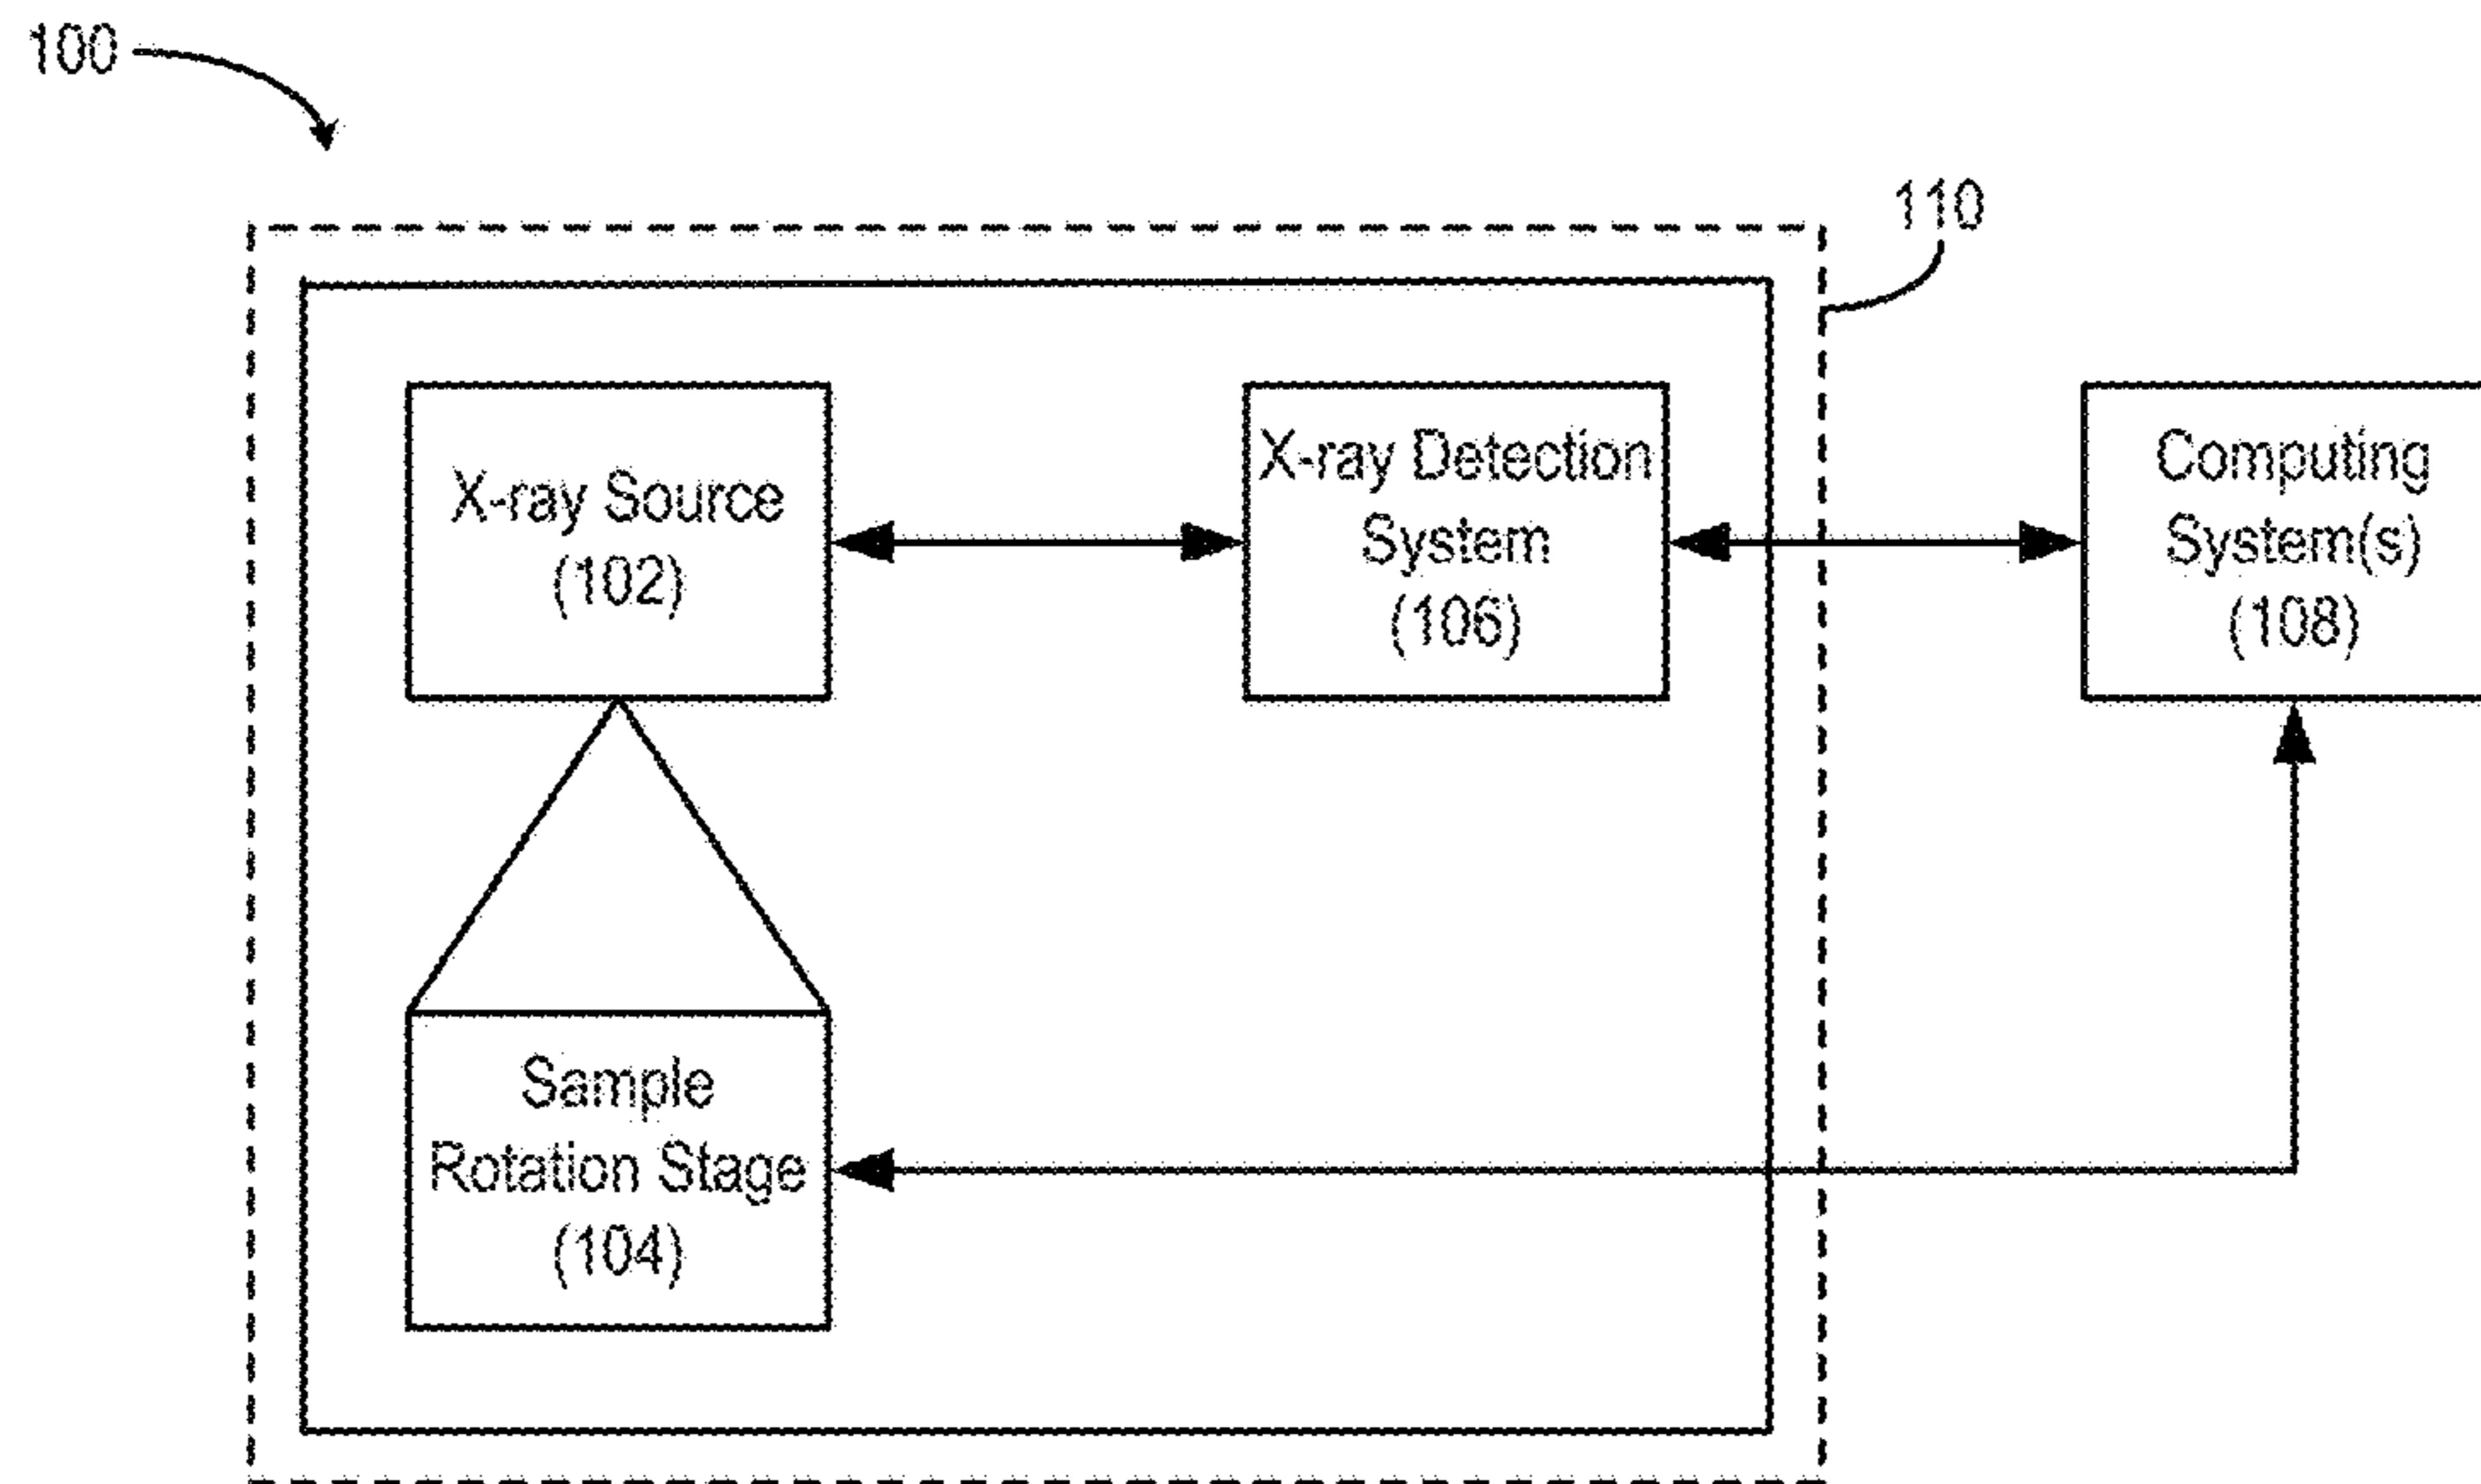 100
110
X-ray Source
(102)
X-ray Detection
System
(106)
Computing
System(s)
(108)
Sample
Rotation Stage
(104)